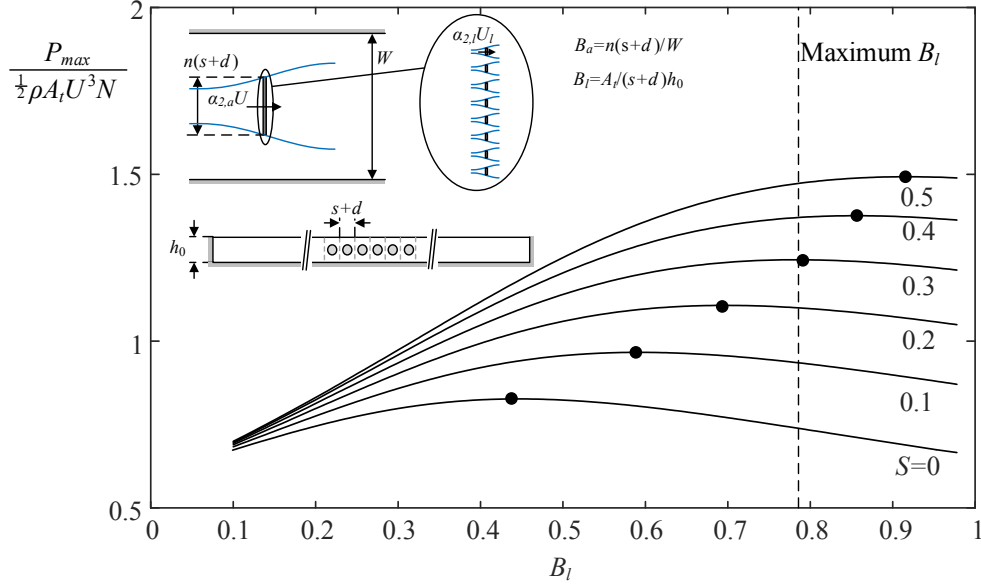 P_max
½ρA_tU³N
n(s+d)
α_{2,a}U
W
α_{2,l}U_l
B_a=n(s+d)/W
B_l=A_t/(s+d)h_0
Maximum B_l
s+d
h_0
2
1.5
1
0.5
0.5
0.4
0.3
0.2
0.1
S=0
0 0.1 0.2 0.3 0.4 0.5 0.6 0.7 0.8 0.9 1
B_l